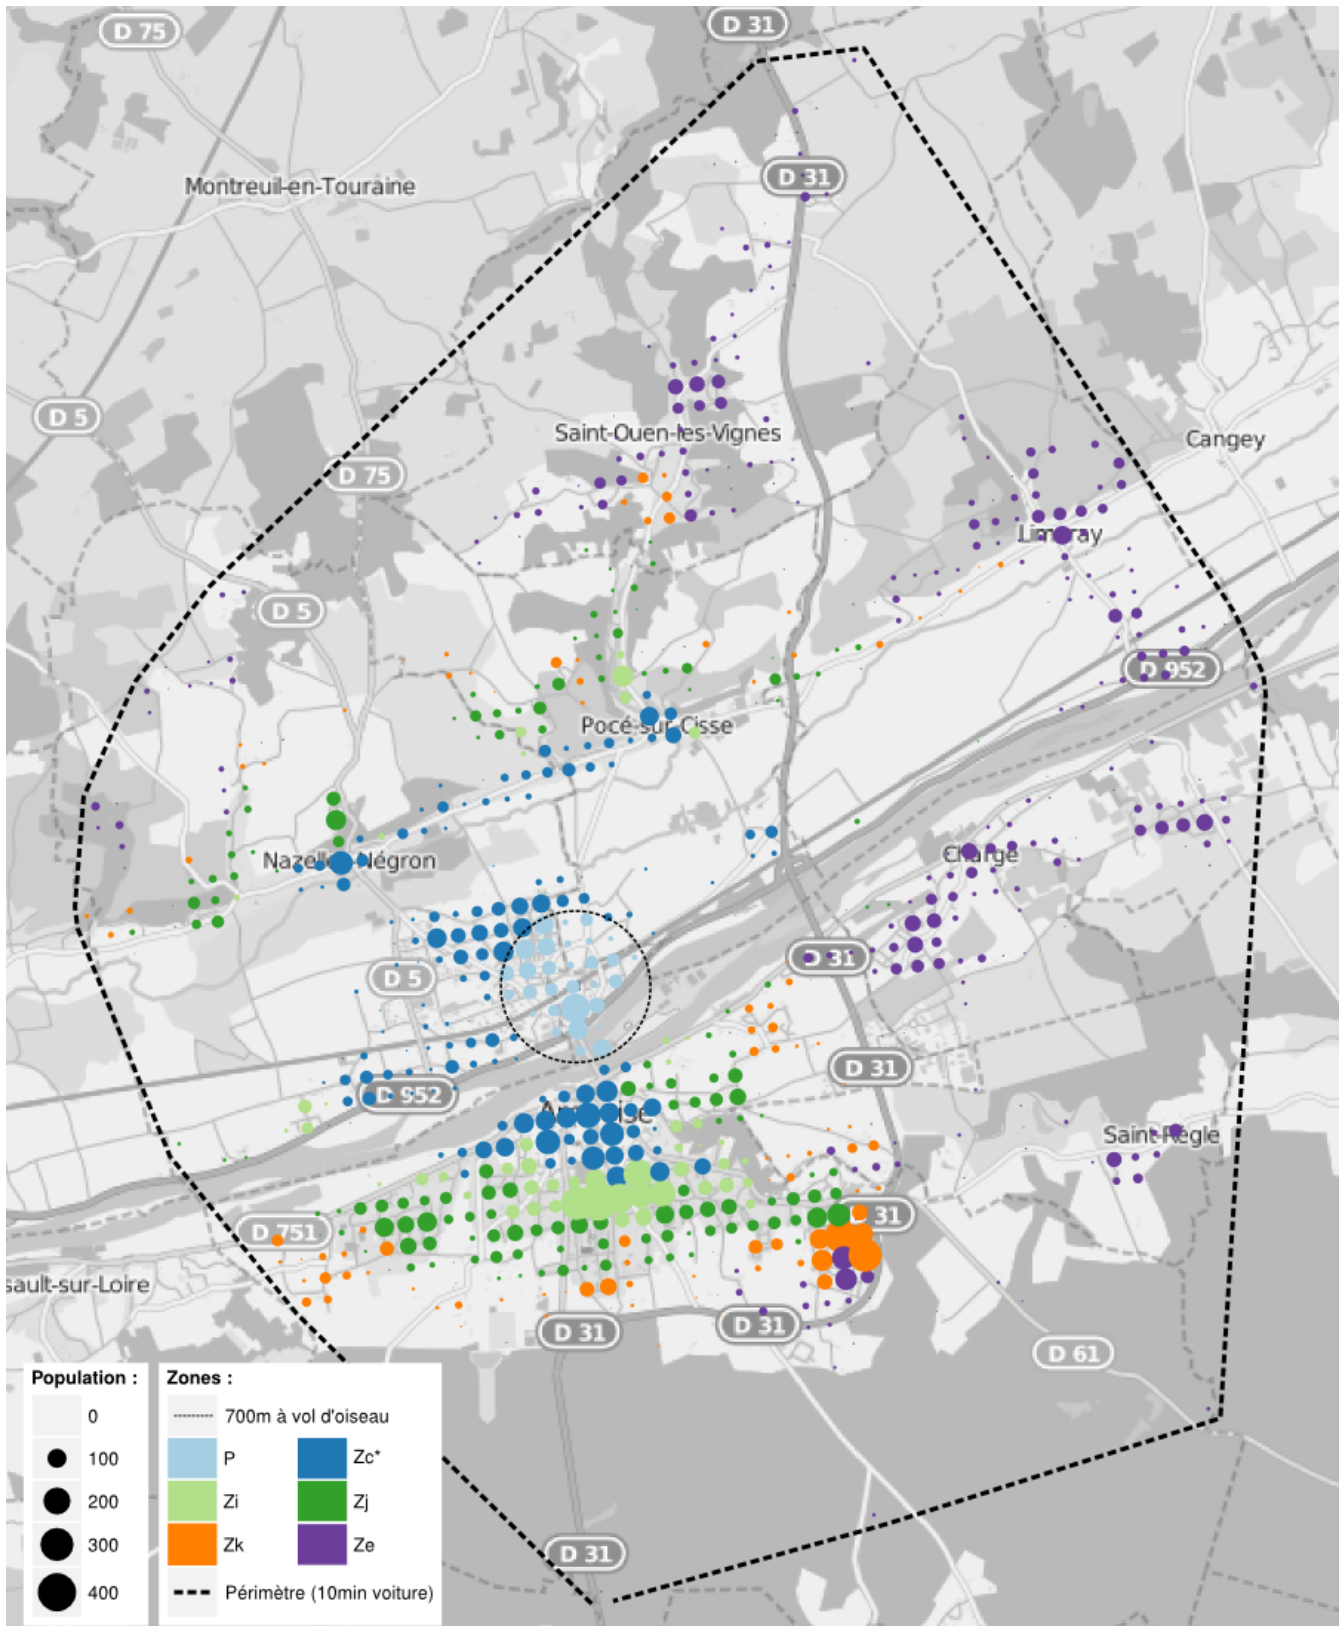 D 75
D 31
D 31
Montreuil-en-Touraine
D 5
Saint-Ouen-les-Vignes
Cangey
D 75
Limeray
D 5
D 952
Pocé-sur-Cisse
Nazelles-Négron
Chargé
D 31
D 5
D 31
D 952
Amboise
Saint-Règle
D 751
D 31
sault-sur-Loire
D 31
D 31
D 61
D 31
Population :
0
100
200
300
400
Zones :
700m à vol d'oiseau
P
Zc*
Zi
Zj
Zk
Ze
Périmètre (10min voiture)